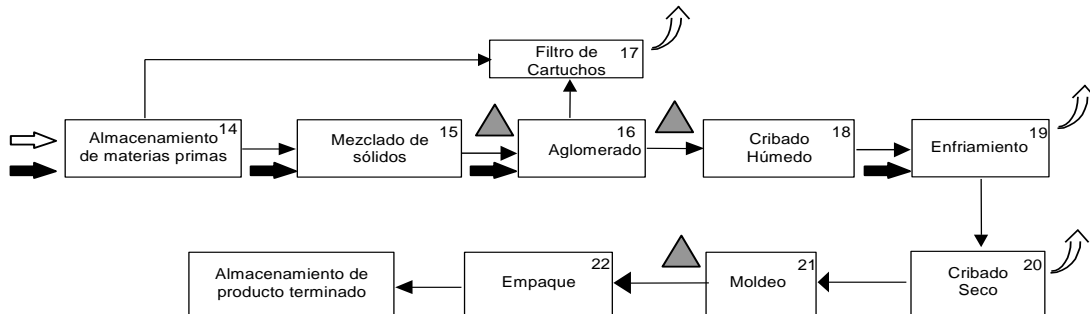 Filtro de
Cartuchos
17
Almacenamiento
de materias primas
14
Mezclado de
sólidos
15
Aglomerado
16
Cribado
Húmedo
18
Enfriamiento
19
Almacenamiento de
producto terminado
Empaque
22
Moldeo
21
Cribado
Seco
20